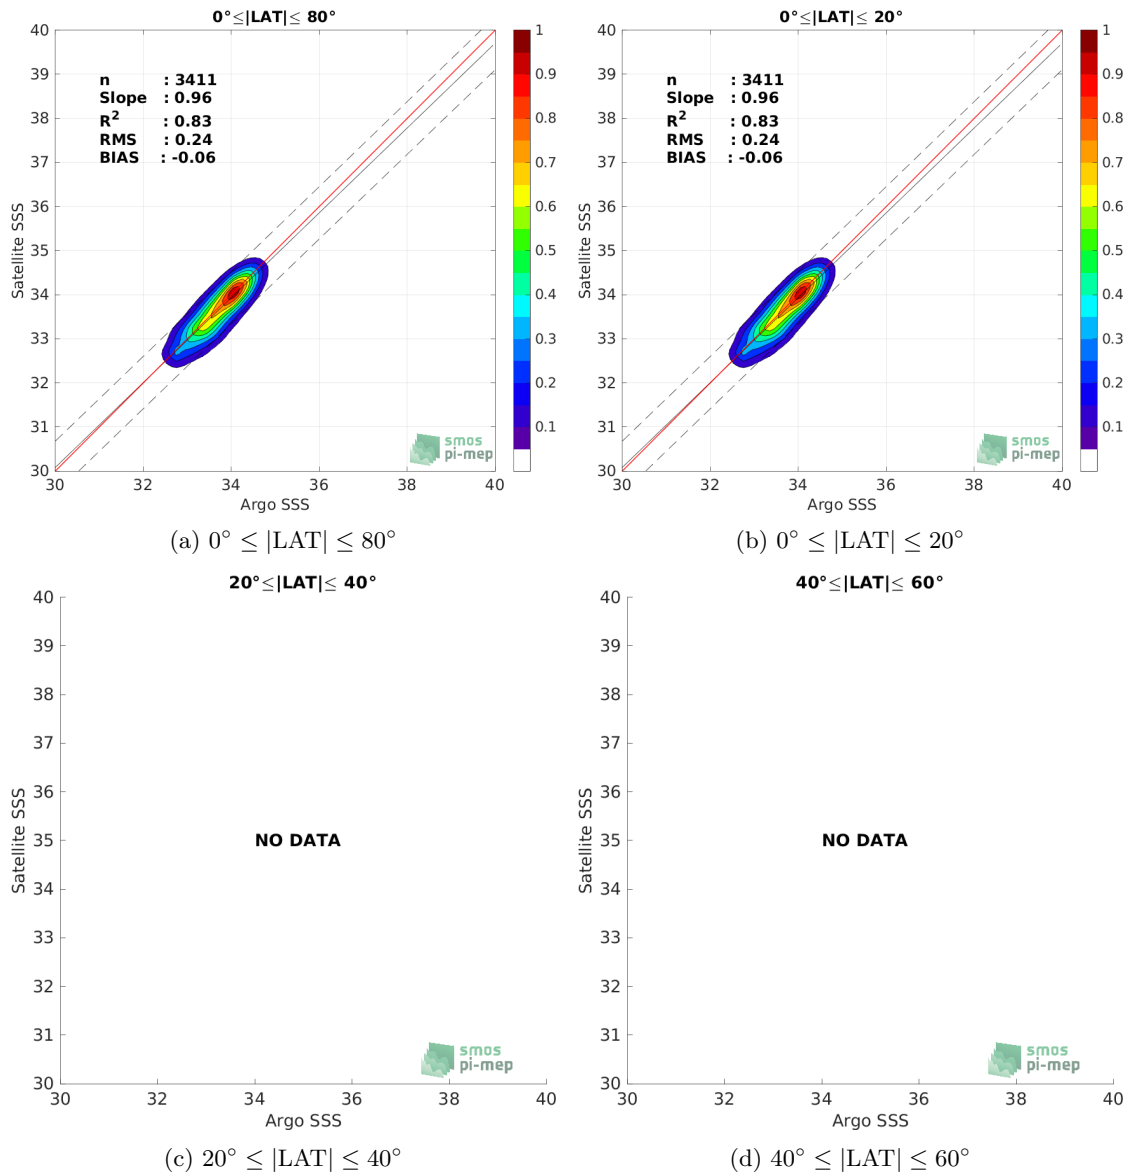 0°≤|LAT|≤ 80°
40
39
38
37
36
35
34
33
32
31
30
Satellite SSS
n : 3411
Slope : 0.96
R² : 0.83
RMS : 0.24
BIAS : -0.06
smos
pi-mep
30 32 34 36 38 40
Argo SSS
1
0.9
0.8
0.7
0.6
0.5
0.4
0.3
0.2
0.1
(a) 0° ≤ |LAT| ≤ 80°
0°≤|LAT|≤ 20°
40
39
38
37
36
35
34
33
32
31
30
Satellite SSS
n : 3411
Slope : 0.96
R² : 0.83
RMS : 0.24
BIAS : -0.06
smos
pi-mep
30 32 34 36 38 40
Argo SSS
1
0.9
0.8
0.7
0.6
0.5
0.4
0.3
0.2
0.1
(b) 0° ≤ |LAT| ≤ 20°
20°≤|LAT|≤ 40°
40
39
38
37
36
35
34
33
32
31
30
Satellite SSS
NO DATA
smos
pi-mep
30 32 34 36 38 40
Argo SSS
(c) 20° ≤ |LAT| ≤ 40°
40°≤|LAT|≤ 60°
40
39
38
37
36
35
34
33
32
31
30
Satellite SSS
NO DATA
smos
pi-mep
30 32 34 36 38 40
Argo SSS
(d) 40° ≤ |LAT| ≤ 60°